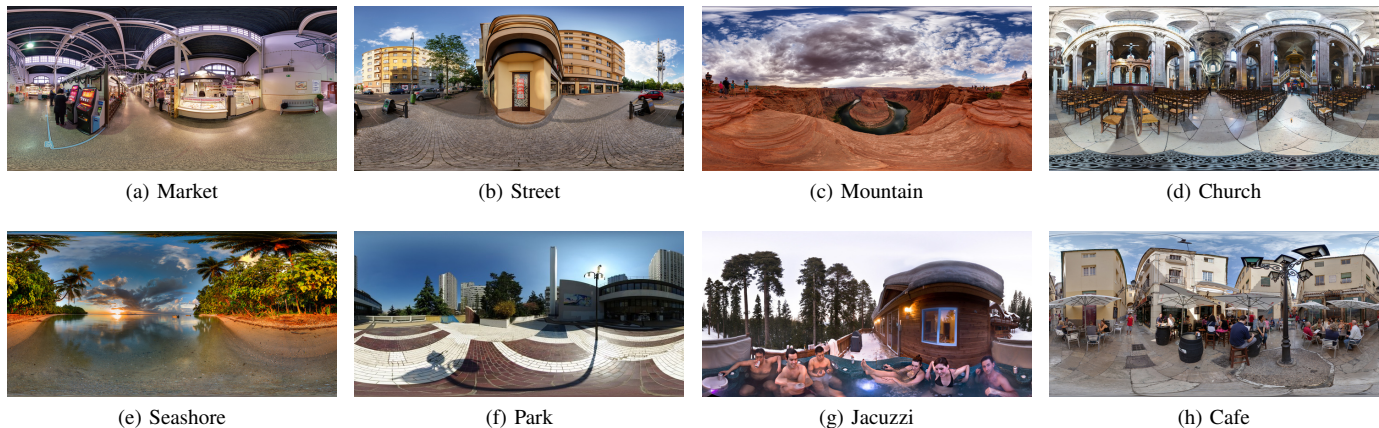 (a) Market
(b) Street
(c) Mountain
(d) Church
(e) Seashore
(f) Park
(g) Jacuzzi
(h) Cafe